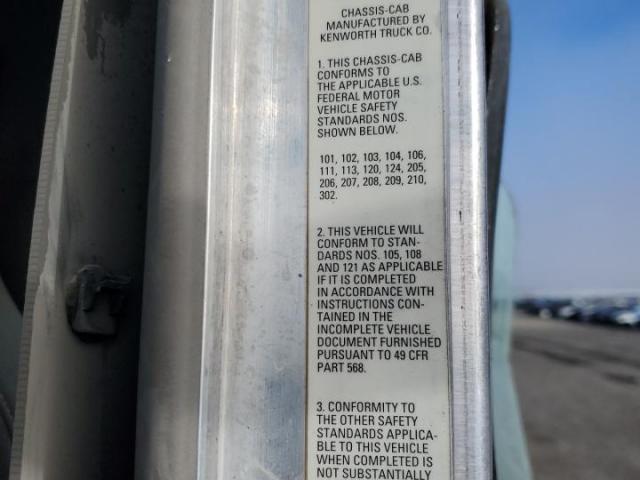 CHASSIS-CAB
MANUFACTURED BY
KENWORTH TRUCK CO.
1. THIS CHASSIS-CAB
CONFORMS TO
THE APPLICABLE U.S.
FEDERAL MOTOR
VEHICLE SAFETY
STANDARDS NOS.
SHOWN BELOW.
101, 102, 103, 104, 106,
111, 113, 120, 124, 205,
206, 207, 208, 209, 210,
302.
2. THIS VEHICLE WILL
CONFORM TO STAN-
DARDS NOS. 105, 108
AND 121 AS APPLICABLE
IF IT IS COMPLETED
IN ACCORDANCE WITH
INSTRUCTIONS CON-
TAINED IN THE
INCOMPLETE VEHICLE
DOCUMENT FURNISHED
PURSUANT TO 49 CFR
PART 568.
3. CONFORMITY TO
THE OTHER SAFETY
STANDARDS APPLICA-
BLE TO THIS VEHICLE
WHEN COMPLETED IS
NOT SUBSTANTIALLY